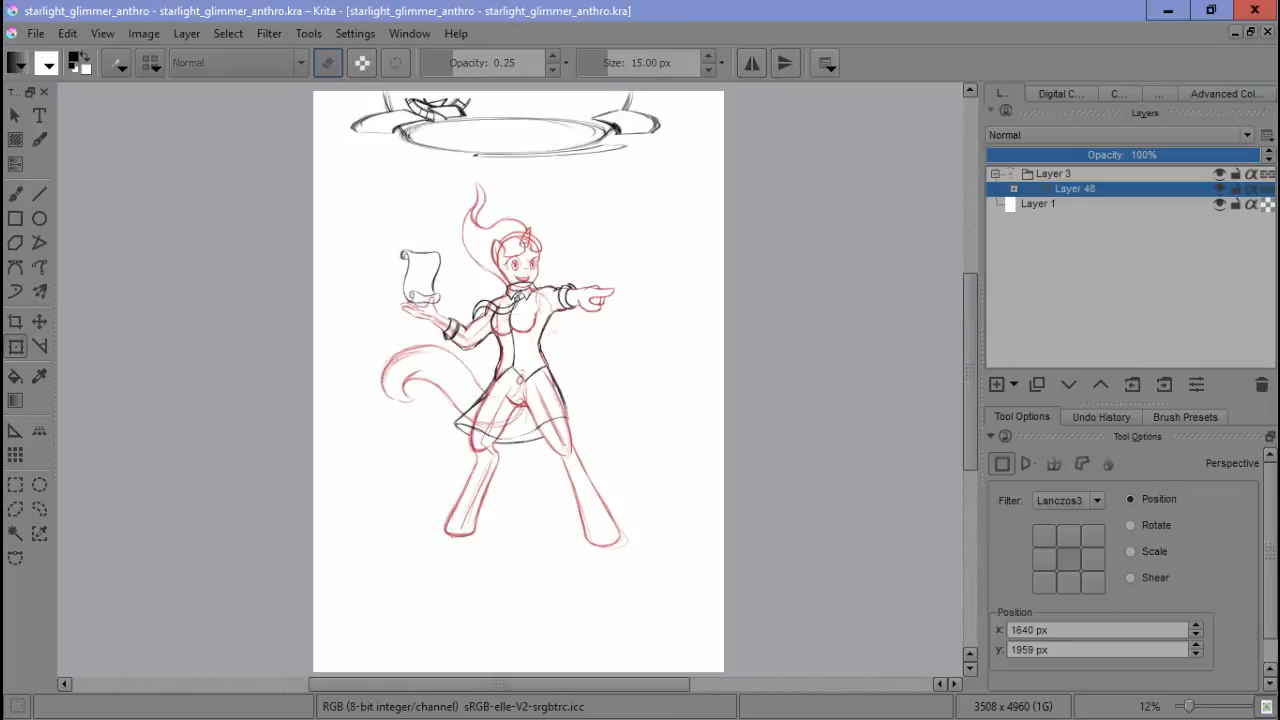 starlight_glimmer_anthro - starlight_glimmer_anthro.kra – Krita - [starlight_glimmer_anthro - starlight_glimmer_anthro.kra]
File Edit View Image Layer Select Filter Tools Settings Window Help
Normal Opacity: 0.25 Size: 15.00 px
T... L... Digital C... C... ... Advanced Col...
Layers
Normal
Opacity: 100%
Layer 3
Layer 48
Layer 1
Tool Options Undo History Brush Presets
Tool Options
Perspective
Filter: Lanczos3 Position
Rotate
Scale
Shear
Position
x: 1640 px
y: 1959 px
RGB (8-bit integer/channel) sRGB-elle-V2-srgbtrc.icc 3508 x 4960 (1G) 12%